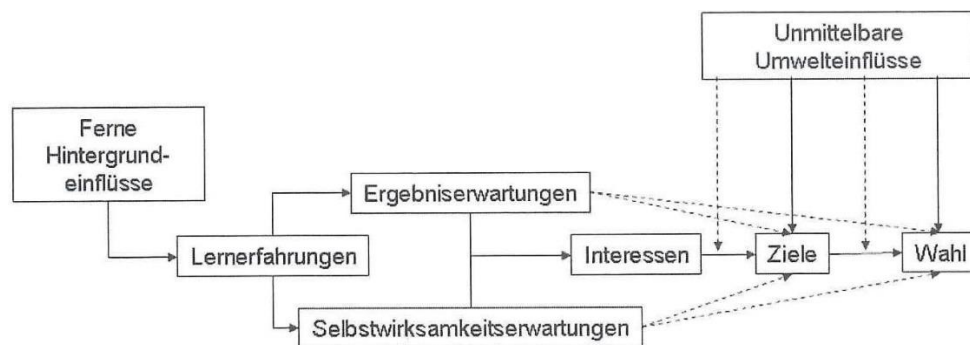 Unmittelbare
Umwelteinflüsse
Ferne
Hintergrund-
einflüsse
Ergebniserwartungen
Lernerfahrungen
Interessen
Ziele
Wahl
Selbstwirksamkeitserwartungen